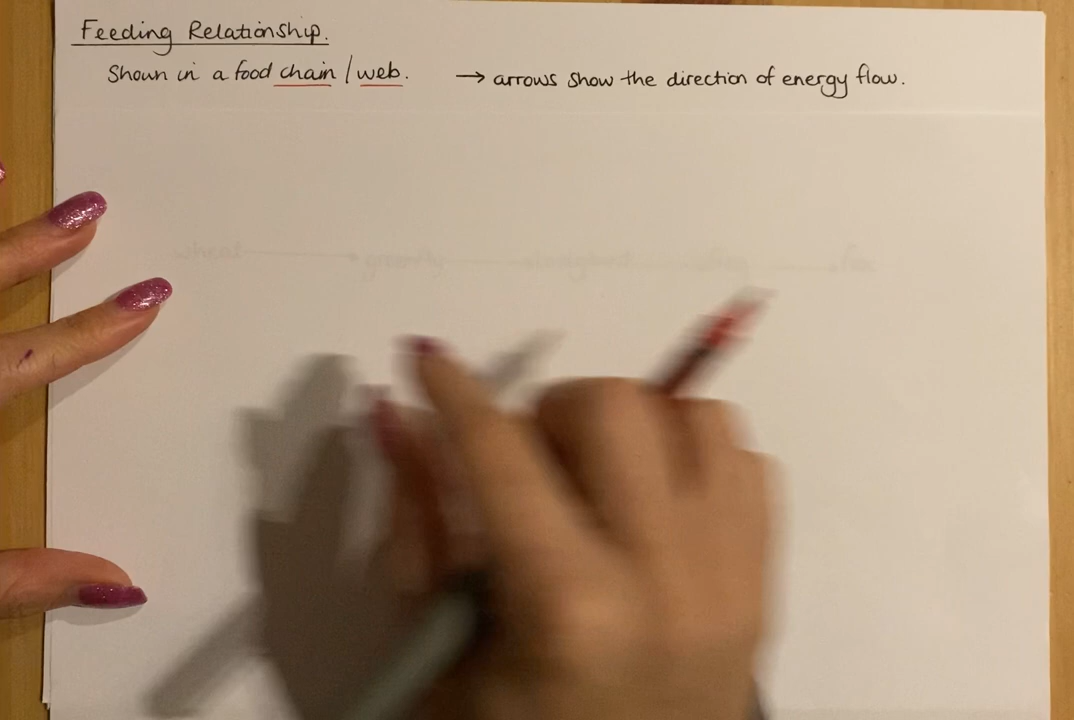 Feeding Relationship.
Shown in a food chain / web. → arrows show the direction of energy flow.